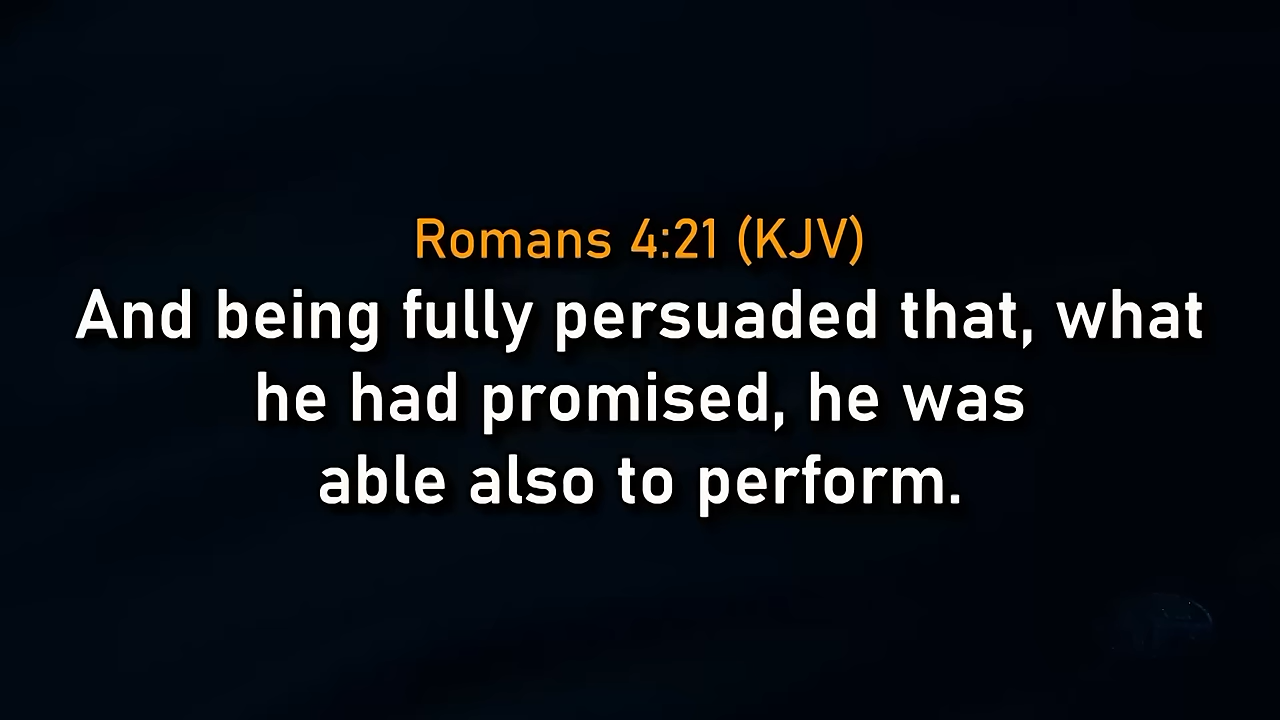 Romans 4:21 (KJV)
And being fully persuaded that, what
he had promised, he was
able also to perform.